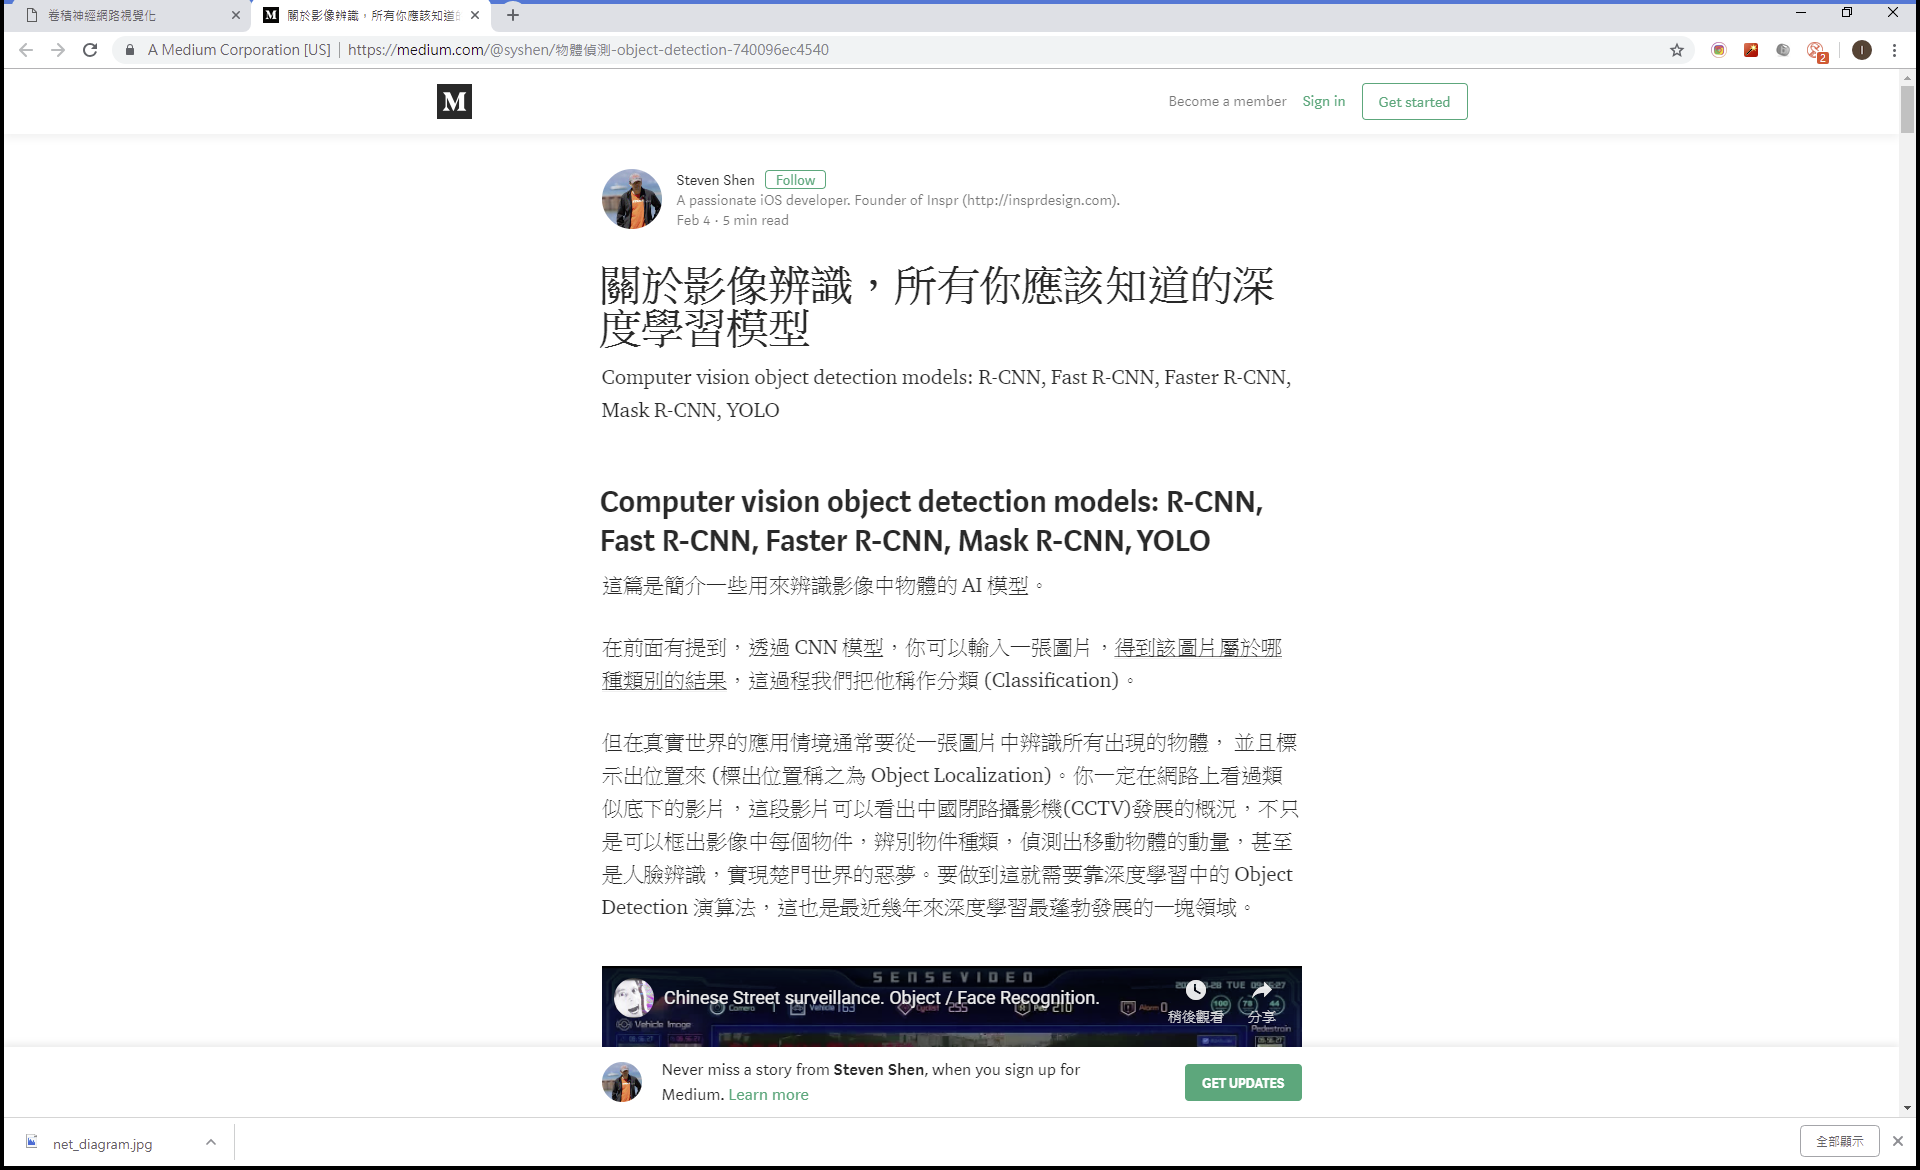 卷積神經網路視覺化
關於影像辨識，所有你應該知道的
A Medium Corporation [US] | https://medium.com/@syshen/物體偵測-object-detection-740096ec4540
2
I
M
Become a member
Sign in
Get started
Steven Shen
Follow
A passionate iOS developer. Founder of Inspr (http://insprdesign.com).
Feb 4 · 5 min read
關於影像辨識，所有你應該知道的深
度學習模型
Computer vision object detection models: R-CNN, Fast R-CNN, Faster R-CNN,
Mask R-CNN, YOLO
Computer vision object detection models: R-CNN,
Fast R-CNN, Faster R-CNN, Mask R-CNN, YOLO
這篇是簡介一些用來辨識影像中物體的 AI 模型。
在前面有提到，透過 CNN 模型，你可以輸入一張圖片，得到該圖片屬於哪
種類別的結果，這過程我們把他稱作分類 (Classification)。
但在真實世界的應用情境通常要從一張圖片中辨識所有出現的物體， 並且標
示出位置來 (標出位置稱之為 Object Localization)。你一定在網路上看過類
似底下的影片，這段影片可以看出中國閉路攝影機(CCTV)發展的概況，不只
是可以框出影像中每個物件，辨別物件種類，偵測出移動物體的動量，甚至
是人臉辨識，實現楚門世界的惡夢。要做到這就需要靠深度學習中的 Object
Detection 演算法，這也是最近幾年來深度學習最蓬勃發展的一塊領域。
SENSEVIDEO
Chinese Street surveillance. Object / Face Recognition.
Camera 1 Vehicle 163 Cyclist 255 Ped 210 Alarm 0
稍後觀看
分享
Vehicle Image
Pedestrain
Never miss a story from Steven Shen, when you sign up for
Medium. Learn more
GET UPDATES
net_diagram.jpg
全部顯示